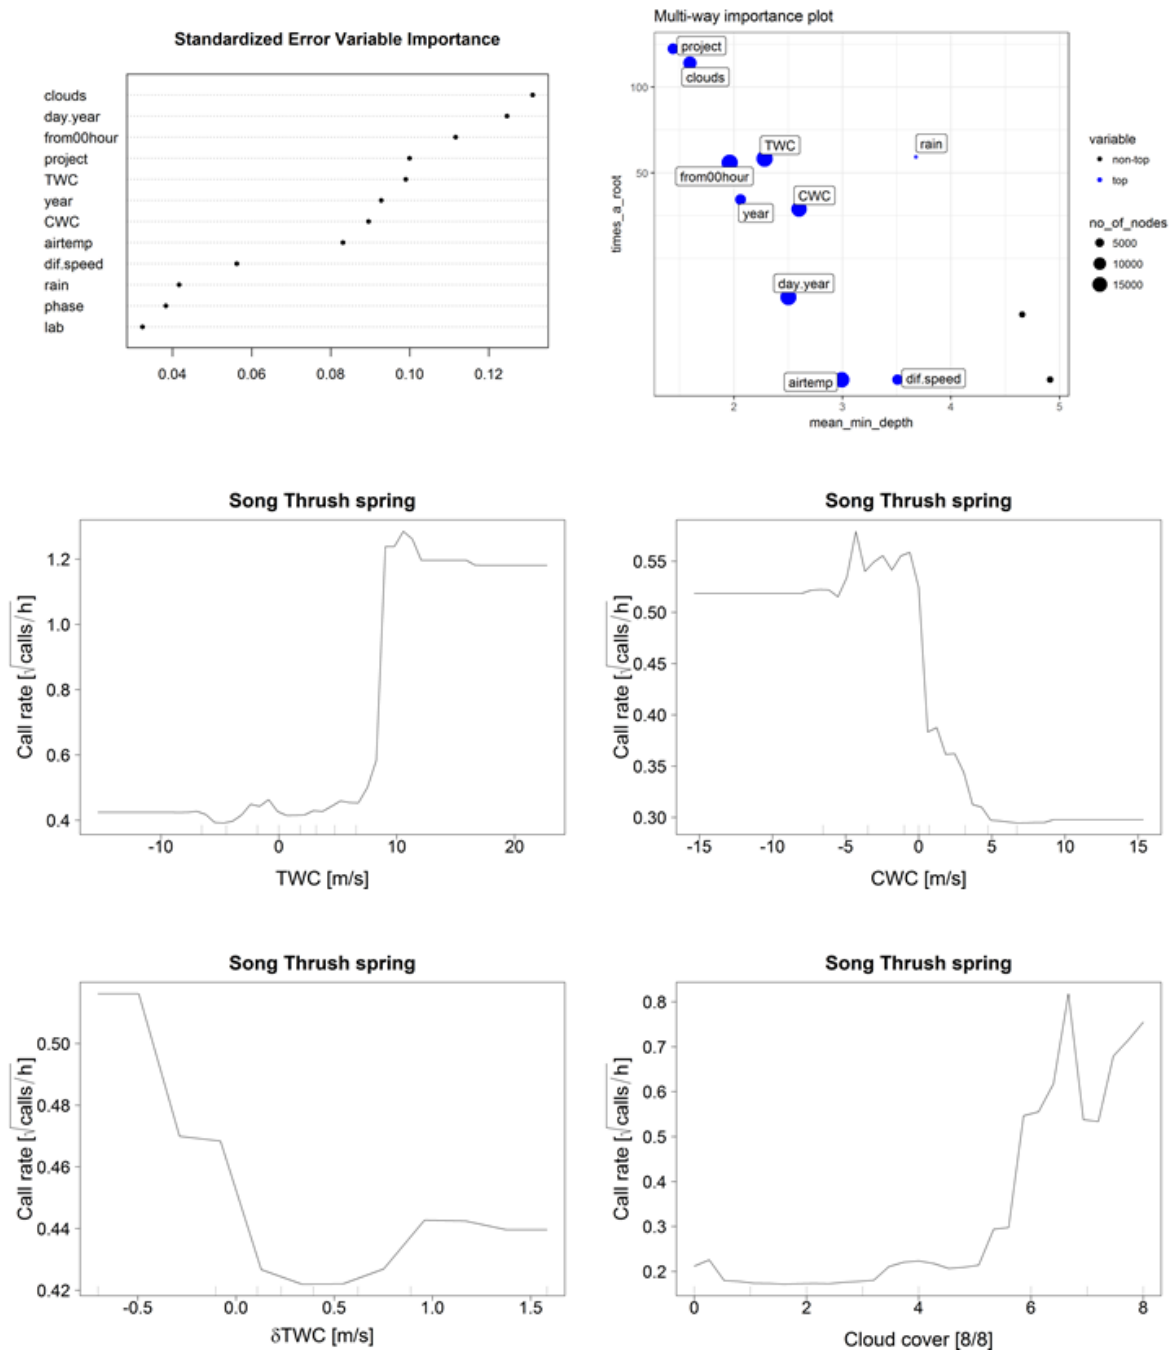 Standardized Error Variable Importance
clouds
day.year
from00hour
project
TWC
year
CWC
airtemp
dif.speed
rain
phase
lab
0.04 0.06 0.08 0.10 0.12
Multi-way importance plot
project
clouds
100
TWC
rain
from00hour
50
CWC
year
times_a_root
day.year
airtemp
dif.speed
2 3 4 5
mean_min_depth
variable
non-top
top
no_of_nodes
5000
10000
15000
Song Thrush spring
1.2
1.0
0.8
0.6
0.4
Call rate [√calls/h]
-10 0 10 20
TWC [m/s]
Song Thrush spring
0.55
0.50
0.45
0.40
0.35
0.30
Call rate [√calls/h]
-15 -10 -5 0 5 10 15
CWC [m/s]
Song Thrush spring
0.50
0.48
0.46
0.44
0.42
Call rate [√calls/h]
-0.5 0.0 0.5 1.0 1.5
δTWC [m/s]
Song Thrush spring
0.8
0.7
0.6
0.5
0.4
0.3
0.2
Call rate [√calls/h]
0 2 4 6 8
Cloud cover [8/8]